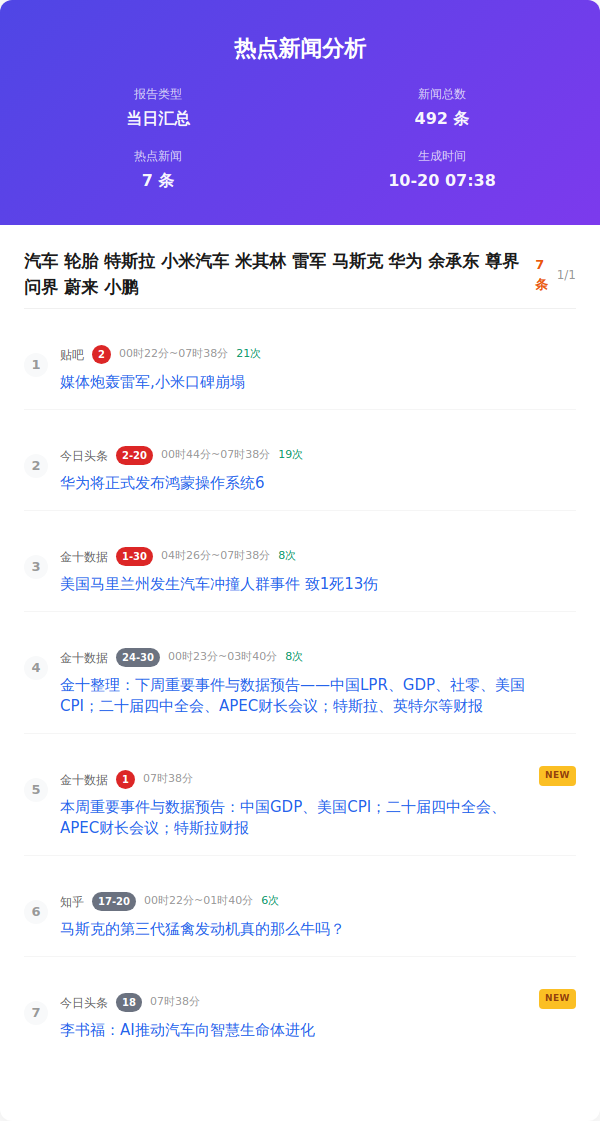 热点新闻分析
报告类型
新闻总数
当日汇总
492 条
热点新闻
生成时间
7 条
10-20 07:38
汽车 轮胎 特斯拉 小米汽车 米其林 雷军 马斯克 华为 余承东 尊界
问界 蔚来 小鹏
7
条
1/1
1
贴吧 2 00时22分~07时38分 21次
媒体炮轰雷军,小米口碑崩塌
2
今日头条 2-20 00时44分~07时38分 19次
华为将正式发布鸿蒙操作系统6
3
金十数据 1-30 04时26分~07时38分 8次
美国马里兰州发生汽车冲撞人群事件 致1死13伤
4
金十数据 24-30 00时23分~03时40分 8次
金十整理：下周重要事件与数据预告——中国LPR、GDP、社零、美国
CPI；二十届四中全会、APEC财长会议；特斯拉、英特尔等财报
5
金十数据 1 07时38分
NEW
本周重要事件与数据预告：中国GDP、美国CPI；二十届四中全会、
APEC财长会议；特斯拉财报
6
知乎 17-20 00时22分~01时40分 6次
马斯克的第三代猛禽发动机真的那么牛吗？
7
今日头条 18 07时38分
NEW
李书福：AI推动汽车向智慧生命体进化